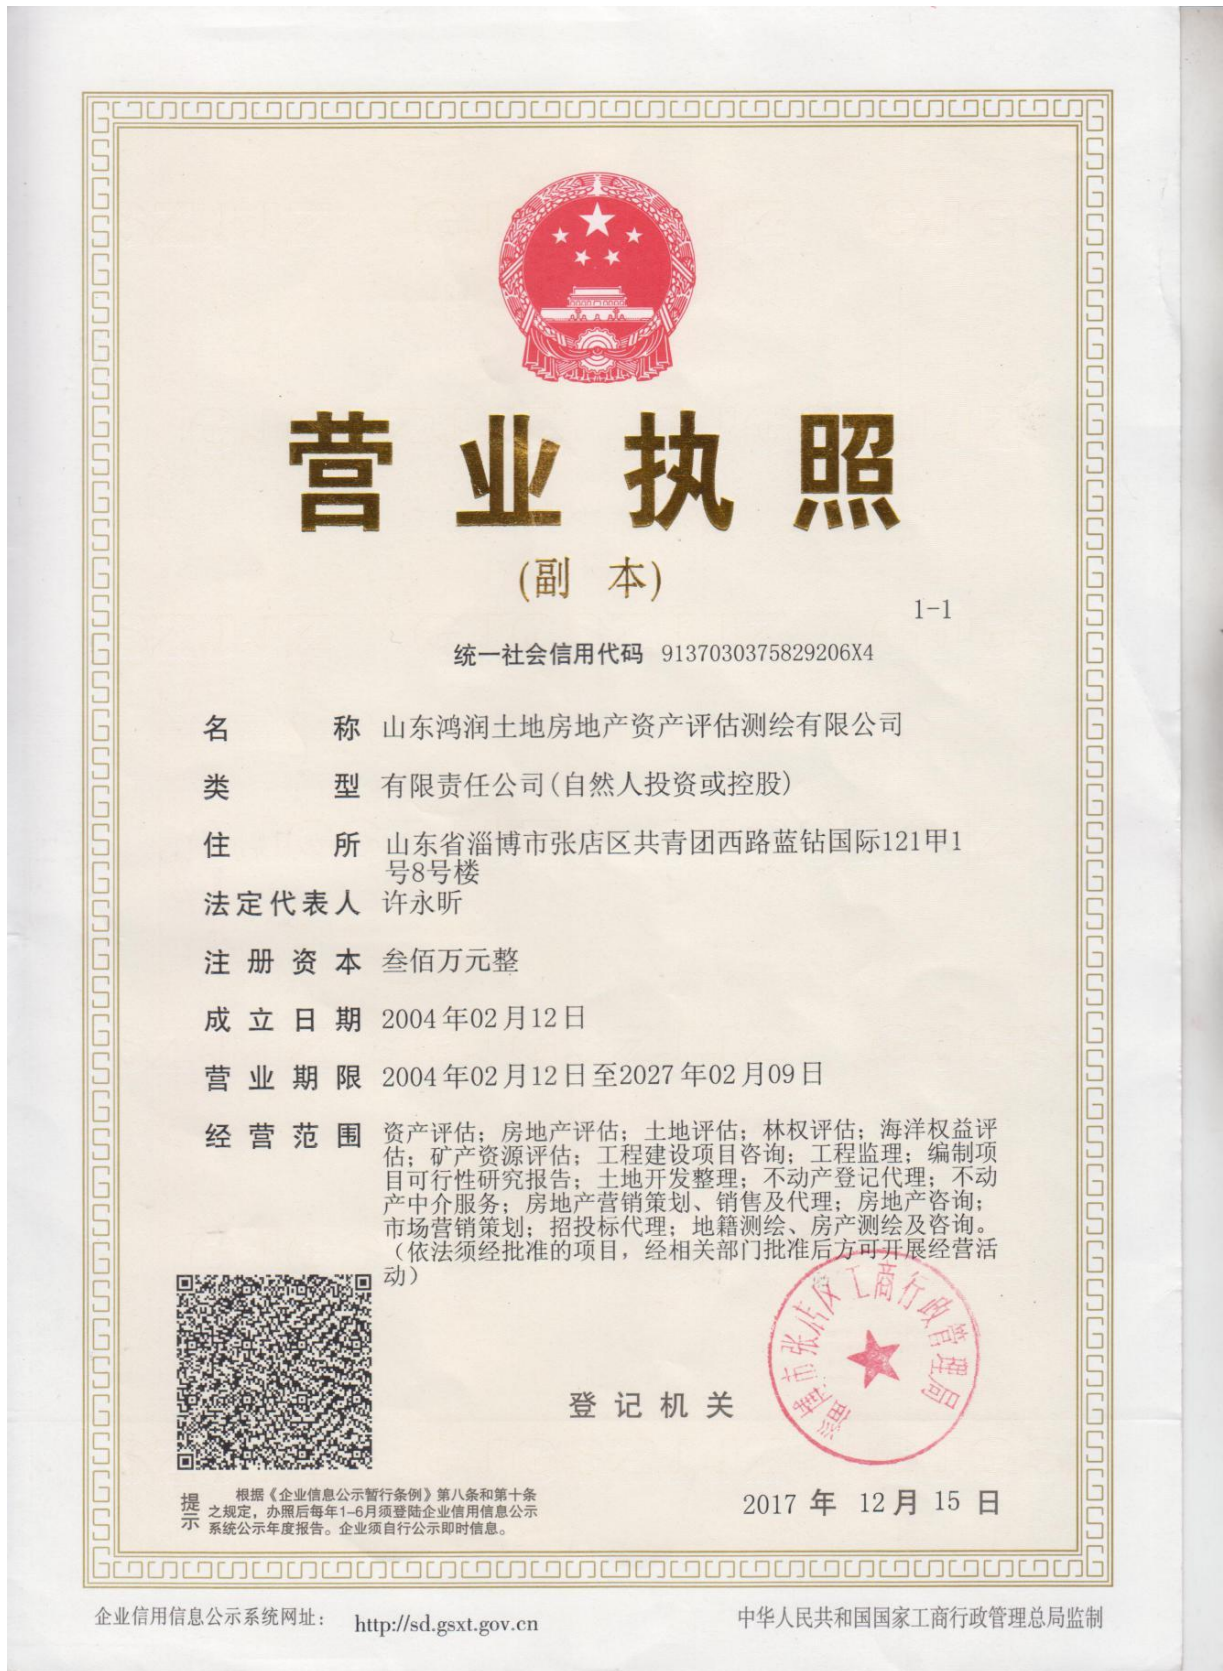 营业执照
(副 本)
1-1
统一社会信用代码 9137030375829206X4
名 称 山东鸿润土地房地产资产评估测绘有限公司
类 型 有限责任公司(自然人投资或控股)
住 所 山东省淄博市张店区共青团西路蓝钻国际121甲1
号8号楼
法定代表人 许永昕
注册资本 叁佰万元整
成立日期 2004年02月12日
营业期限 2004年02月12日至2027年02月09日
经营范围 资产评估；房地产评估；土地评估；林权评估；海洋权益评
估；矿产资源评估；工程建设项目咨询；工程监理；编制项
目可行性研究报告；土地开发整理；不动产登记代理；不动
产中介服务；房地产营销策划、销售及代理；房地产咨询；
市场营销策划；招投标代理；地籍测绘、房产测绘及咨询。
（依法须经批准的项目，经相关部门批准后方可开展经营活
动）
淄博市张店区工商行政管理局
登记机关
2017 年 12月 15 日
提示
根据《企业信息公示暂行条例》第八条和第十条
之规定，办照后每年1-6月须登陆企业信用信息公示
系统公示年度报告。企业须自行公示即时信息。
企业信用信息公示系统网址： http://sd.gsxt.gov.cn
中华人民共和国国家工商行政管理总局监制